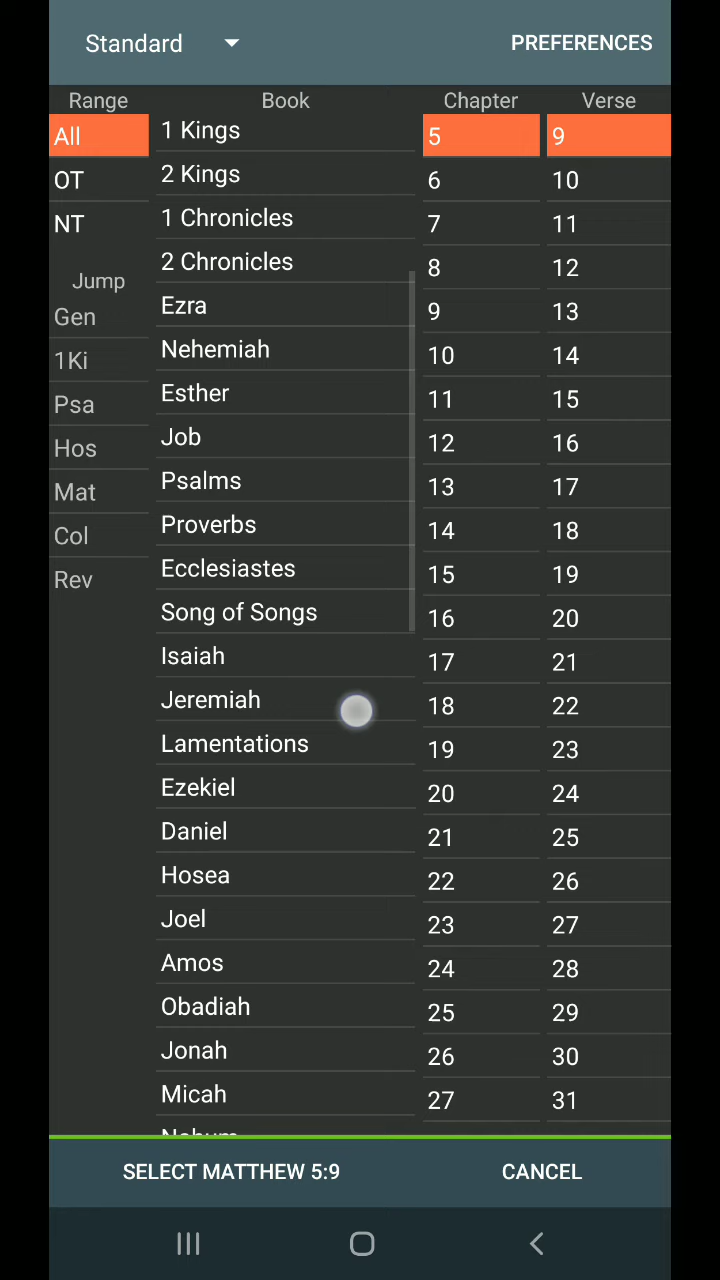 Standard PREFERENCES
Range Book Chapter Verse
All
OT
NT
Jump
Gen
1Ki
Psa
Hos
Mat
Col
Rev
1 Kings
2 Kings
1 Chronicles
2 Chronicles
Ezra
Nehemiah
Esther
Job
Psalms
Proverbs
Ecclesiastes
Song of Songs
Isaiah
Jeremiah
Lamentations
Ezekiel
Daniel
Hosea
Joel
Amos
Obadiah
Jonah
Micah
Nahum
5
6
7
8
9
10
11
12
13
14
15
16
17
18
19
20
21
22
23
24
25
26
27
9
10
11
12
13
14
15
16
17
18
19
20
21
22
23
24
25
26
27
28
29
30
31
SELECT MATTHEW 5:9 CANCEL